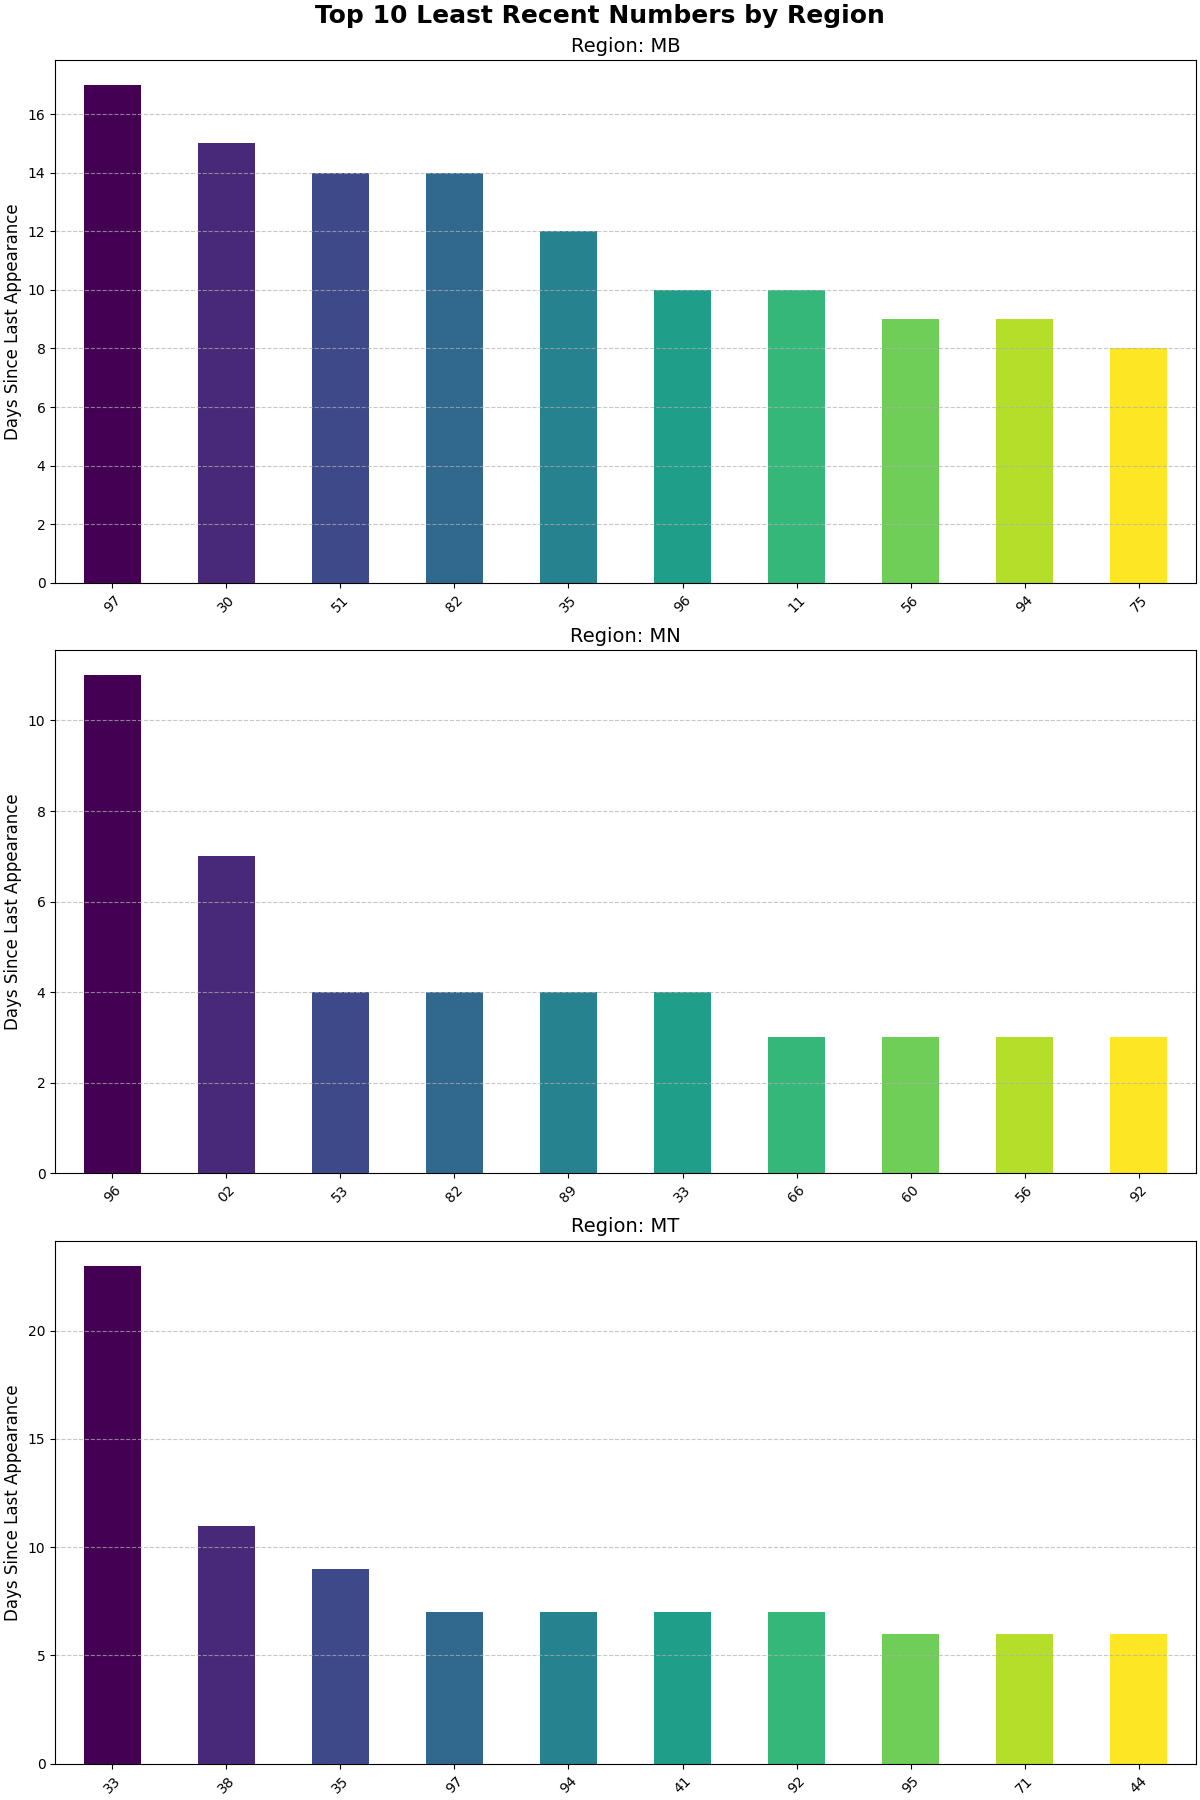 Top 10 Least Recent Numbers by Region
Region: MB
Days Since Last Appearance
16
14
12
10
8
6
4
2
0
97 30 51 82 35 96 11 56 94 75
Region: MN
Days Since Last Appearance
10
8
6
4
2
0
96 02 53 82 89 33 66 60 56 92
Region: MT
Days Since Last Appearance
20
15
10
5
0
33 38 35 97 94 41 92 95 71 44